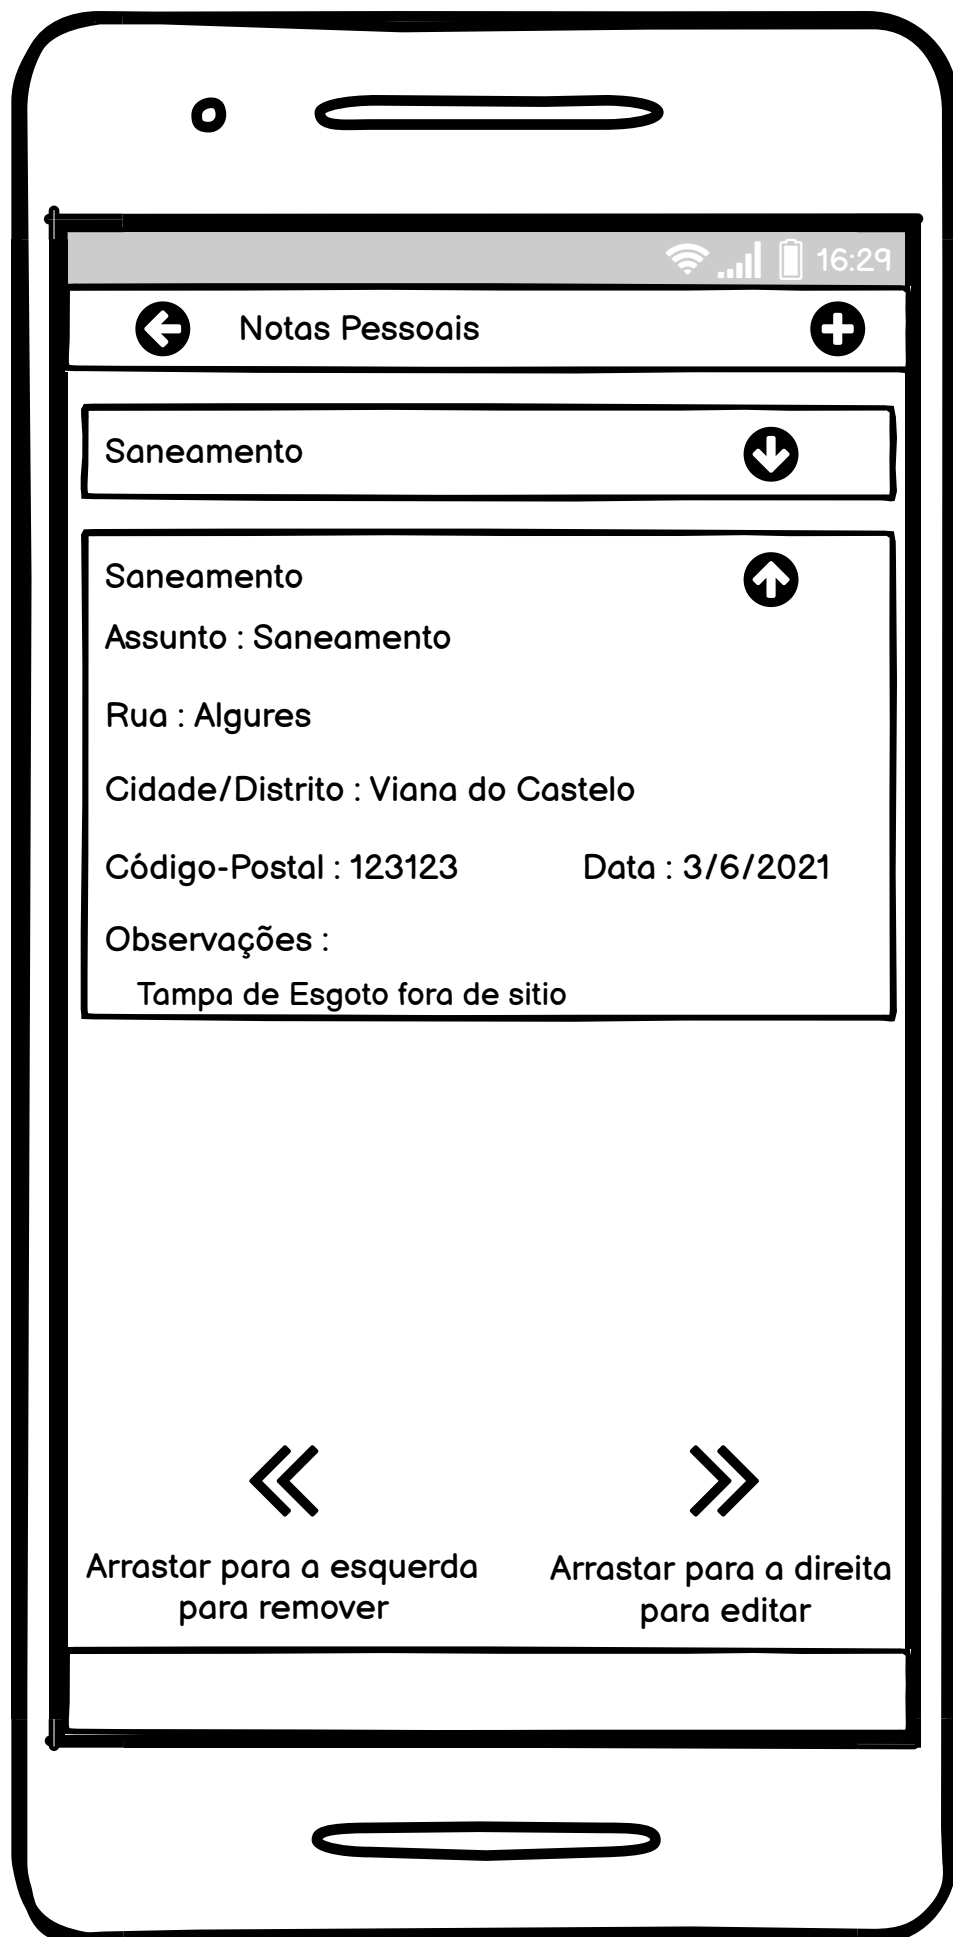 16:29
Notas Pessoais
Saneamento
Saneamento
Assunto : Saneamento
Rua : Algures
Cidade/Distrito : Viana do Castelo
Código-Postal : 123123 Data : 3/6/2021
Observações :
Tampa de Esgoto fora de sitio
Arrastar para a esquerda
para remover
Arrastar para a direita
para editar